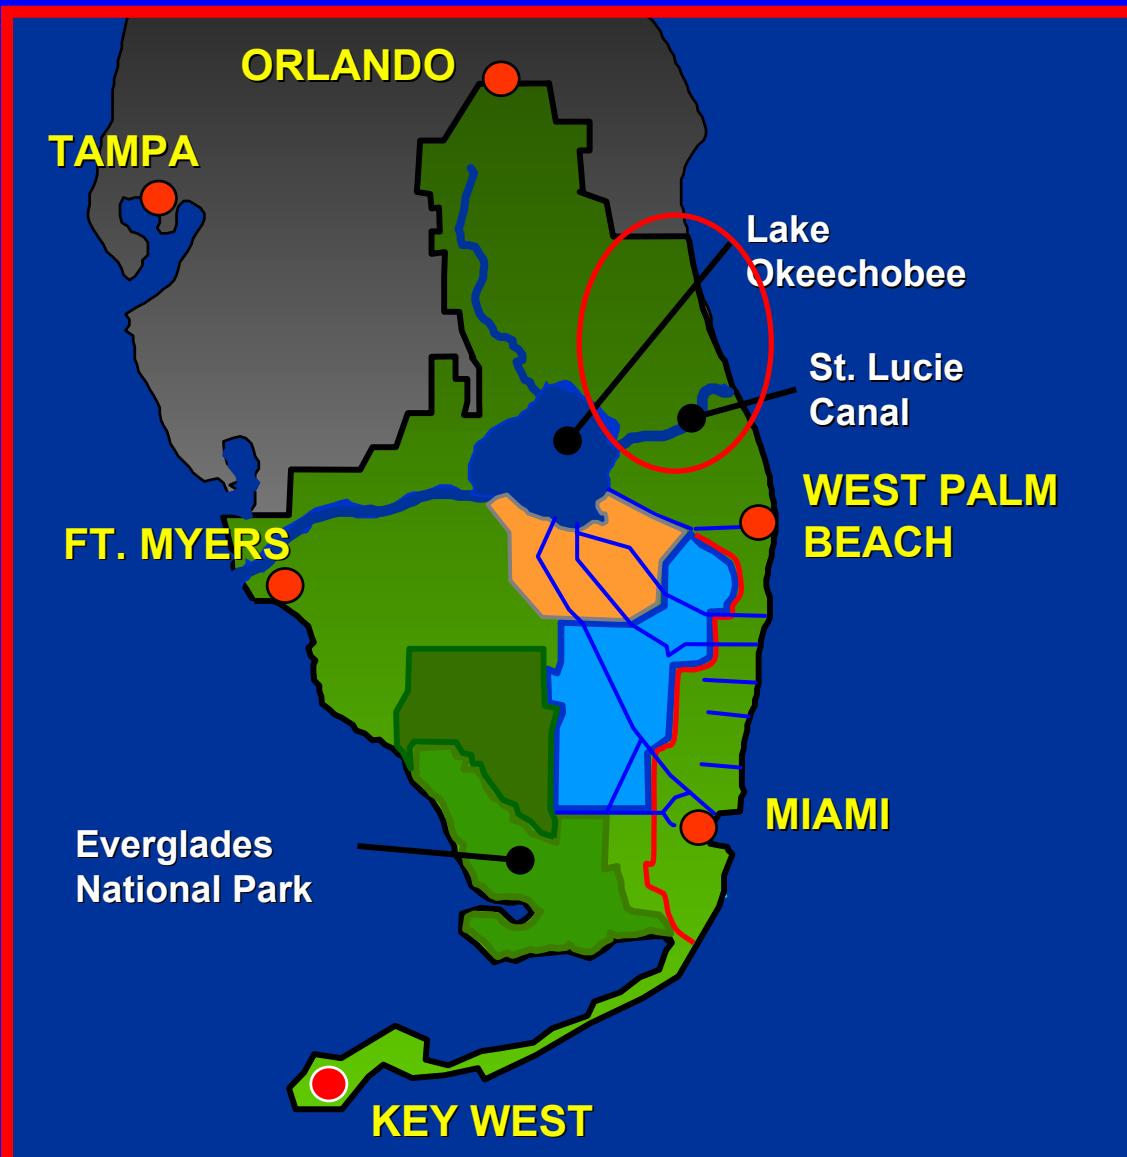 ORLANDO
TAMPA
Lake
Okeechobee
St. Lucie
Canal
WEST PALM
BEACH
FT. MYERS
MIAMI
Everglades
National Park
KEY WEST